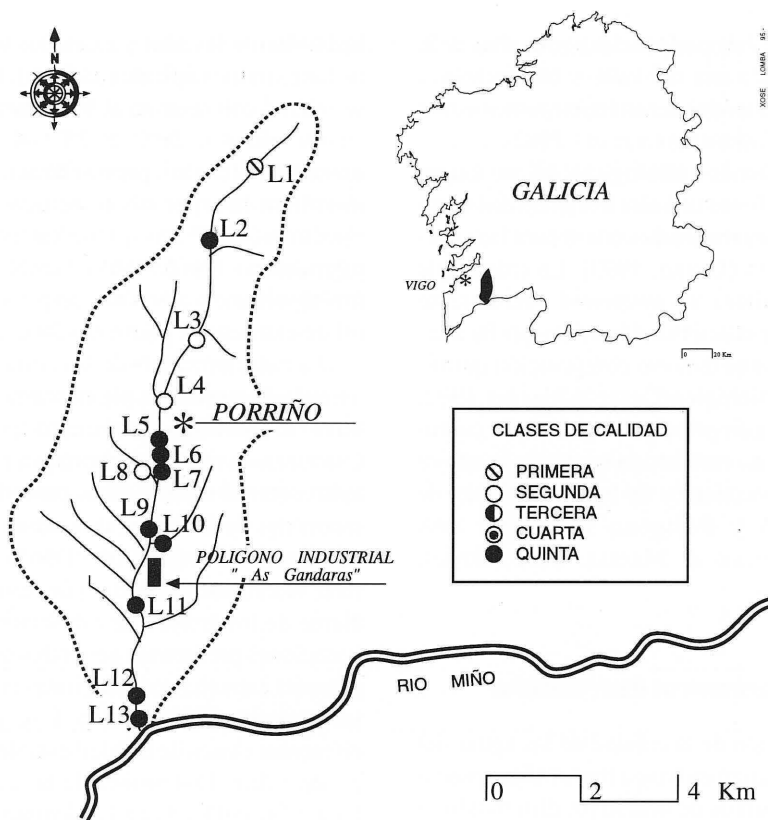 N
XOSE LOMBA 95.-
L1
GALICIA
L2
VIGO
*
L3
0 20 Km
L4
* PORRIÑO
L5
L6
L7
L8
CLASES DE CALIDAD
PRIMERA
SEGUNDA
TERCERA
CUARTA
QUINTA
L9
L10
POLIGONO INDUSTRIAL
" As Gandaras"
L11
L12
RIO MIÑO
L13
0 2 4 Km